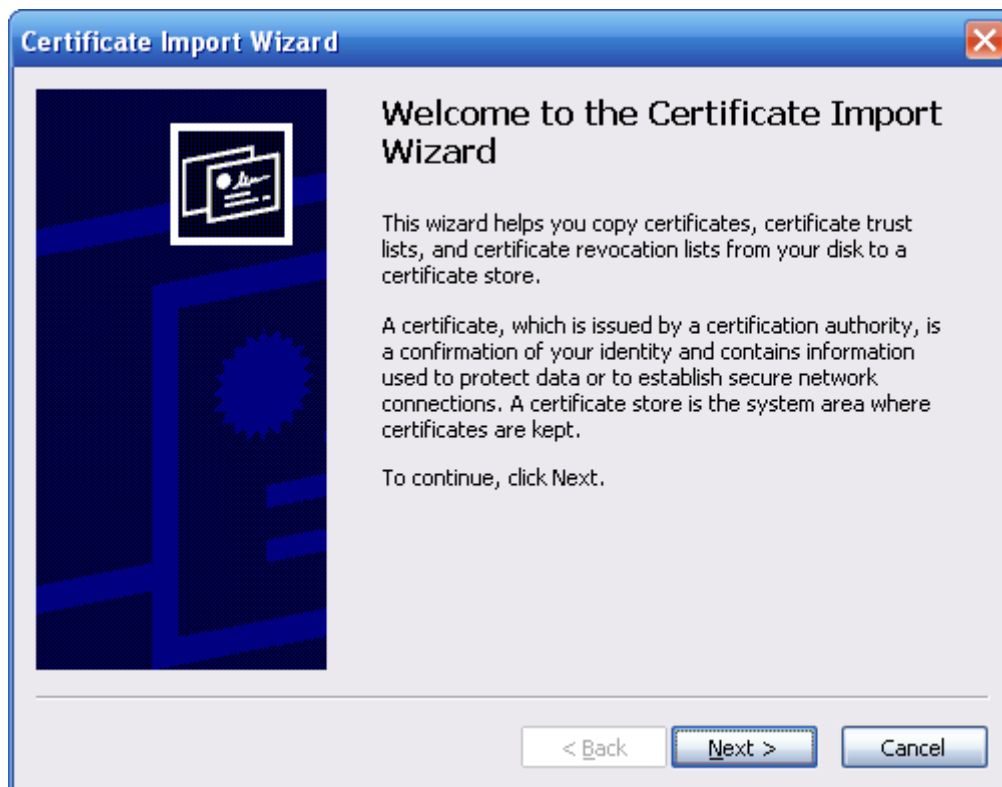 Certificate Import Wizard
Welcome to the Certificate Import
Wizard
This wizard helps you copy certificates, certificate trust
lists, and certificate revocation lists from your disk to a
certificate store.
A certificate, which is issued by a certification authority, is
a confirmation of your identity and contains information
used to protect data or to establish secure network
connections. A certificate store is the system area where
certificates are kept.
To continue, click Next.
< Back Next > Cancel